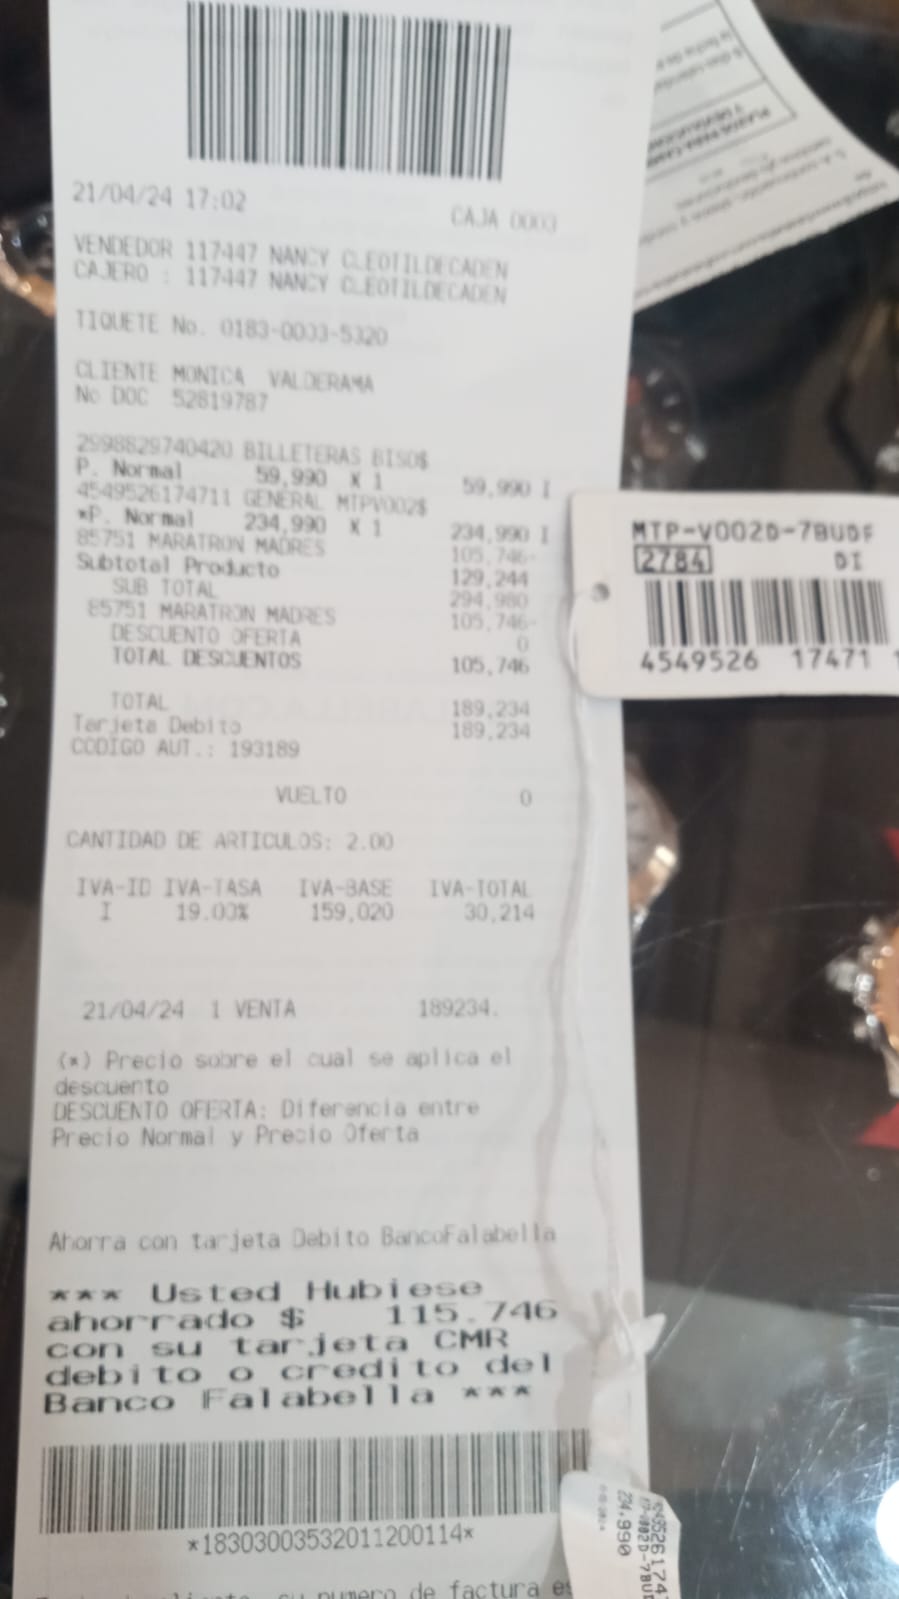 21/04/24 17:02 CAJA 0003
VENDEDOR 117447 NANCY CLEOTILDECADEN
CAJERO : 117447 NANCY CLEOTILDECADEN
TIQUETE No. 0183-0003-5320
CLIENTE MONICA VALDERAMA
No DOC 52819787
2998829740420 BILLETERAS BISO$
P. Normal 59,990 X 1 59,990 I
4549526174711 GENERAL MTPV002$
*P. Normal 234,990 X 1 234,990 I
85751 MARATRON MADRES 105,746-
Subtotal Producto 129,244
SUB TOTAL 294,980
85751 MARATRON MADRES 105,746-
DESCUENTO OFERTA 0
TOTAL DESCUENTOS 105,746
TOTAL 189,234
Tarjeta Debito 189,234
CODIGO AUT.: 193189
VUELTO 0
CANTIDAD DE ARTICULOS: 2.00
IVA-ID IVA-TASA IVA-BASE IVA-TOTAL
I 19.00% 159,020 30,214
21/04/24 1 VENTA 189234.
(*) Precio sobre el cual se aplica el
descuento
DESCUENTO OFERTA: Diferencia entre
Precio Normal y Precio Oferta
Ahorra con tarjeta Debito BancoFalabella
*** Usted Hubiese
ahorrado $ 115.746
con su tarjeta CMR
debito o credito del
Banco Falabella ***
*18303003532011200114*
su numero de factura es
MTP-V002D-7BUDF
2784 DI
4549526 17471
234.990